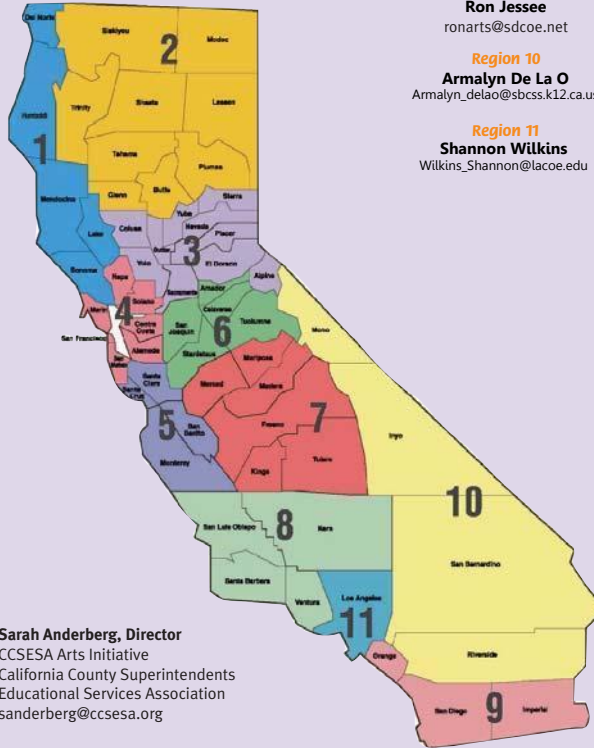 Ron Jessee
ronarts@sdcoe.net
Region 10
Armalyn De La O
Armalyn_delao@sbcss.k12.ca.us
Region 11
Shannon Wilkins
Wilkins_Shannon@lacoe.edu
Del Norte
Siskiyou
Modoc
2
Humboldt
Trinity
Shasta
Lassen
1
Tehama
Plumas
Mendocino
Glenn
Butte
Sierra
Lake
Colusa
Yuba
Nevada
Placer
Sutter
3
Sonoma
Napa
Yolo
El Dorado
Sacramento
Alpine
Marin
4
Solano
Amador
Calaveras
Contra Costa
San Joaquin
6
Tuolumne
Mono
San Francisco
Alameda
San Mateo
Stanislaus
Mariposa
Santa Clara
Santa Cruz
Merced
Madera
5
San Benito
Fresno
7
Inyo
Monterey
Kings
Tulare
10
San Luis Obispo
8
Kern
San Bernardino
Santa Barbara
Ventura
Los Angeles
11
Orange
Riverside
San Diego
9
Imperial
Sarah Anderberg, Director
CCSESA Arts Initiative
California County Superintendents
Educational Services Association
sanderberg@ccsesa.org